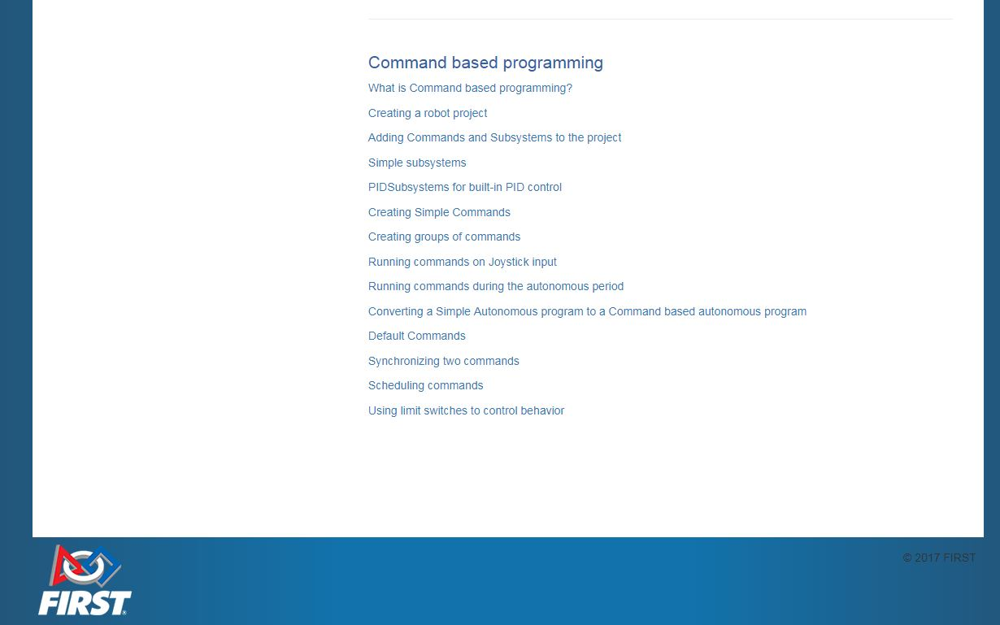 Command based programming
What is Command based programming?
Creating a robot project
Adding Commands and Subsystems to the project
Simple subsystems
PIDSubsystems for built-in PID control
Creating Simple Commands
Creating groups of commands
Running commands on Joystick input
Running commands during the autonomous period
Converting a Simple Autonomous program to a Command based autonomous program
Default Commands
Synchronizing two commands
Scheduling commands
Using limit switches to control behavior
© 2017 FIRST
FIRST®